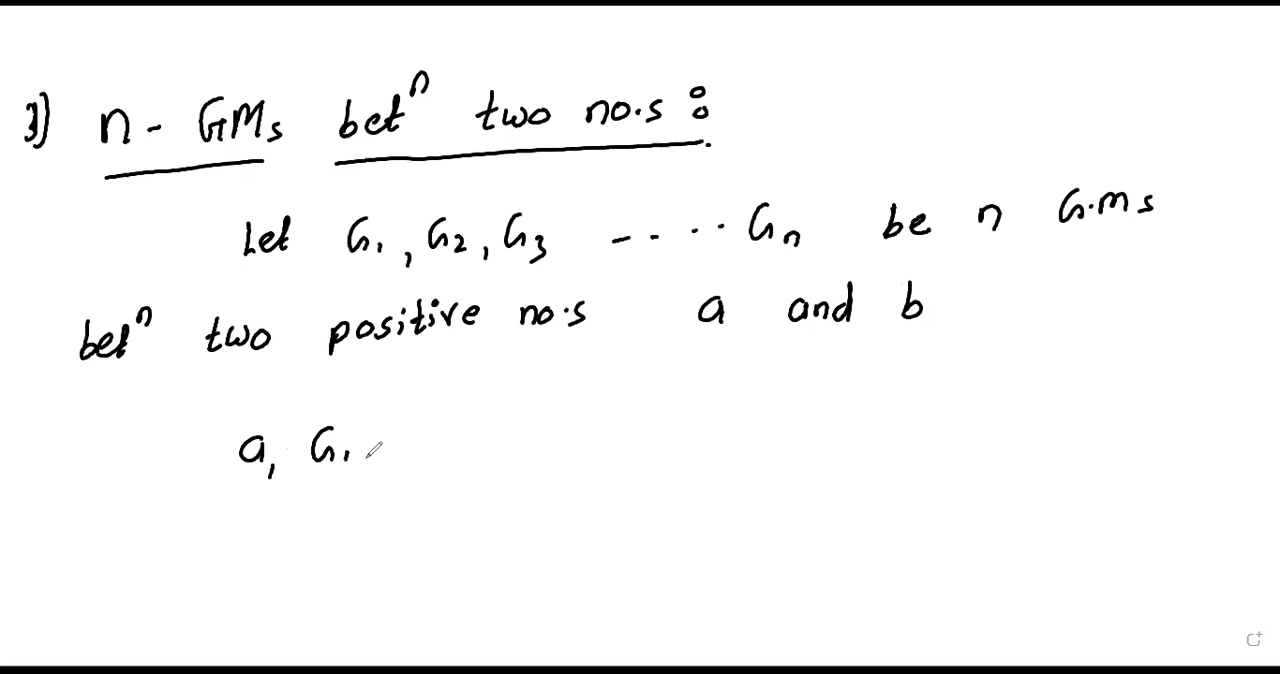 3) n - GMs betⁿ two no.s :
Let G₁, G₂, G₃ - - . . . Gₙ be n G.Ms
betⁿ two positive no.s a and b
a, G₁